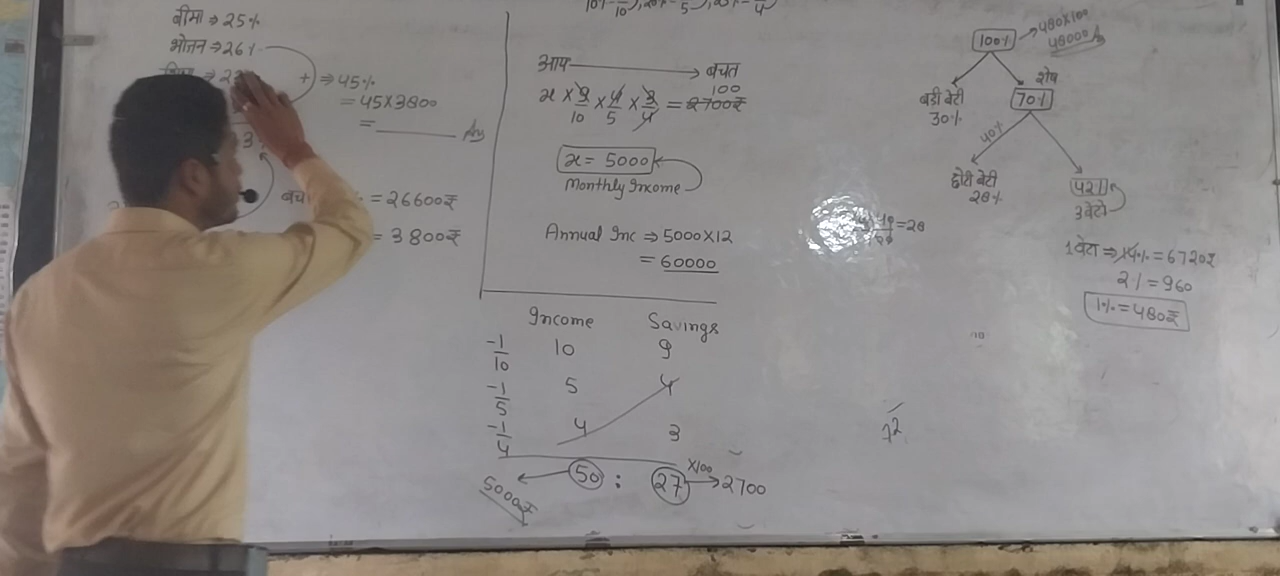 बीमा ⇒ 25%
भोजन ⇒ 26%
+ ⇒ 45%
= 45×3800
= ________ Ans
= 26600₹
= 3800₹
आय → बचत
100
x × 9/10 × 4/5 × 3/4 = 2700₹
x = 5000
Monthly Income
Annual Inc ⇒ 5000×12
= 60000
Income Savings
-1/10 10 9
-1/5 5 4
-1/4 4 3
50 : 27 ×100 → 2700
5000₹
100% → 480×100
48000
शेष
बड़ी बेटी 70%
30%
40%
छोटी बेटी 42%
28% 3 बेटो
= 28
1 बेटा ⇒ 14% = 6720₹
2% = 960
1% = 480₹